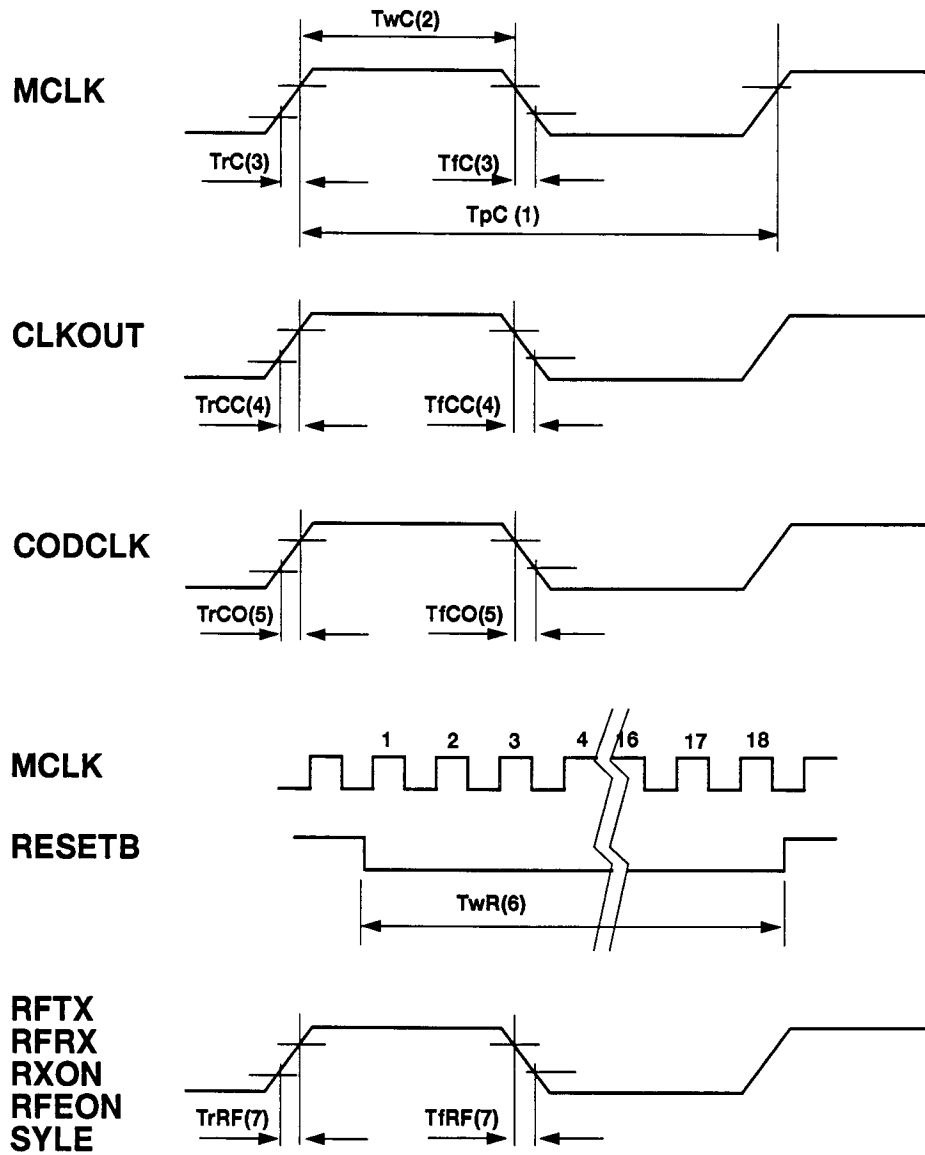 TwC(2)
MCLK
TrC(3)
TfC(3)
TpC (1)
CLKOUT
TrCC(4)
TfCC(4)
CODCLK
TrCO(5)
TfCO(5)
1 2 3 4 16 17 18
MCLK
RESETB
TwR(6)
RFTX
RFRX
RXON
RFEON
SYLE
TrRF(7)
TfRF(7)